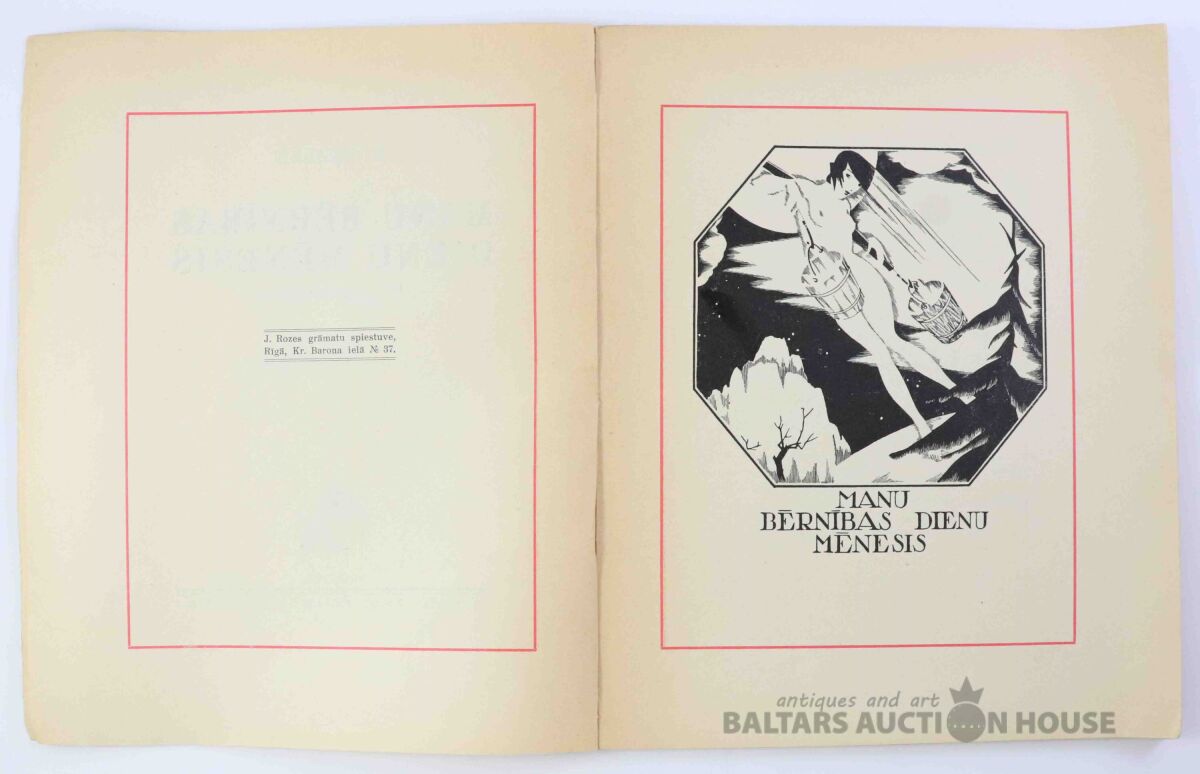 J. Rozes grāmatu spiestuve,
Rīgā, Kr. Barona ielā № 37.
MANU
BĒRNĪBAS DIENU
MĒNESIS
antiques and art
BALTARS AUCTION HOUSE